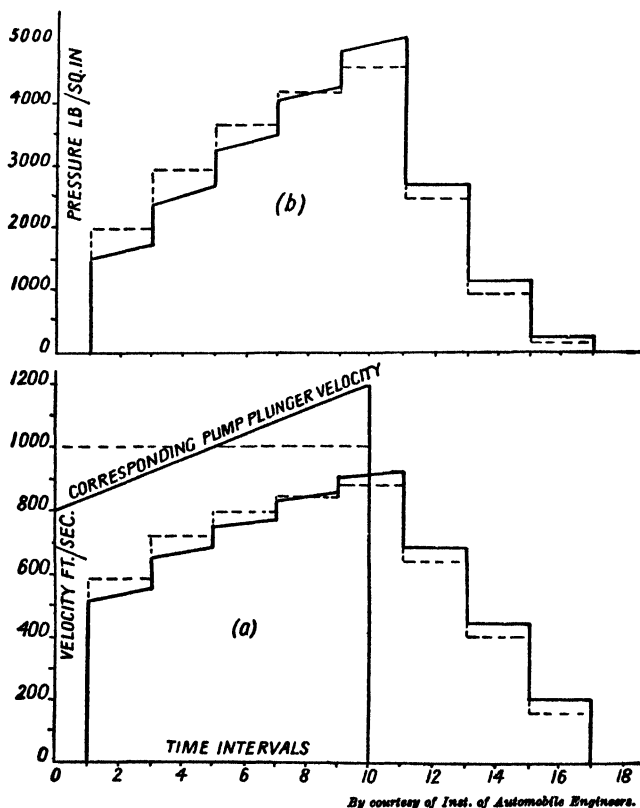 5000
4000
3000
2000
1000
0
PRESSURE LB/SQ.IN
(b)
1200
1000
800
600
400
200
0
VELOCITY FT./SEC.
CORRESPONDING PUMP PLUNGER VELOCITY
(a)
TIME INTERVALS
0 2 4 6 8 10 12 14 16 18
By courtesy of Inst. of Automobile Engineers.